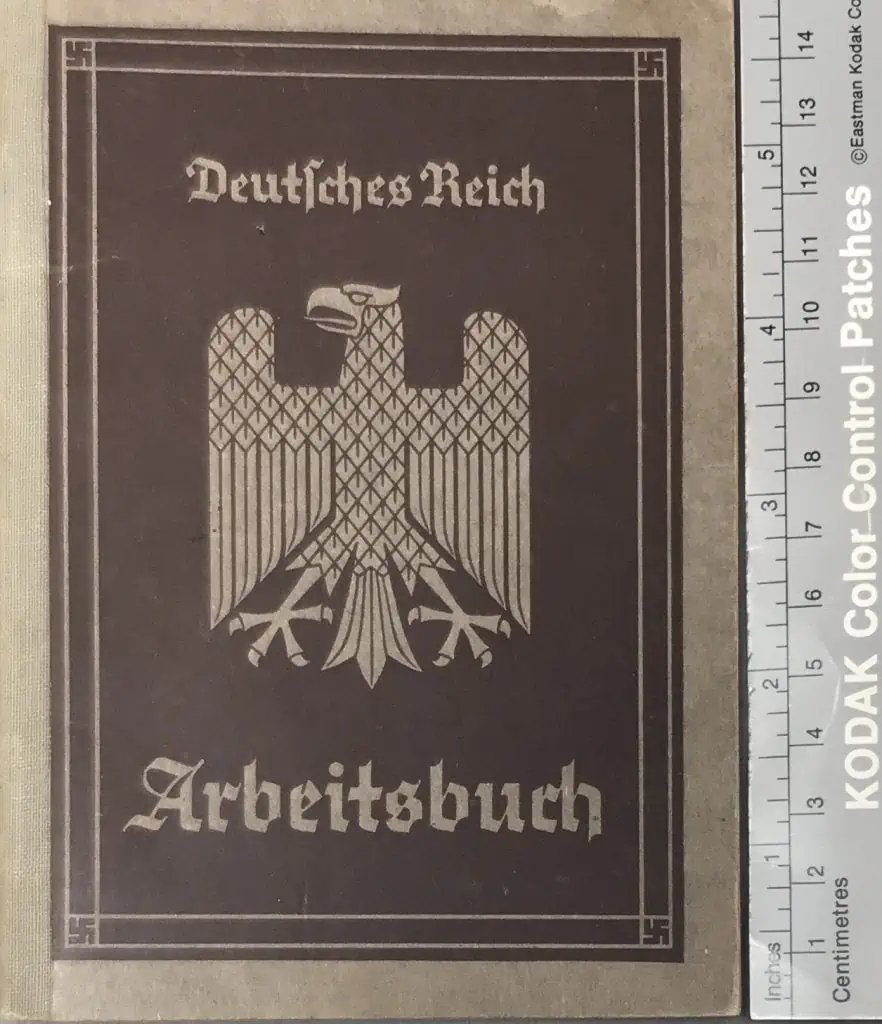 Deutsches Reich
Arbeitsbuch
Inches 1 2 3 4 5
1 2 3 4 5 6 7 8 9 10 11 12 13 14
Centimetres
KODAK Color Control Patches
©Eastman Kodak Co